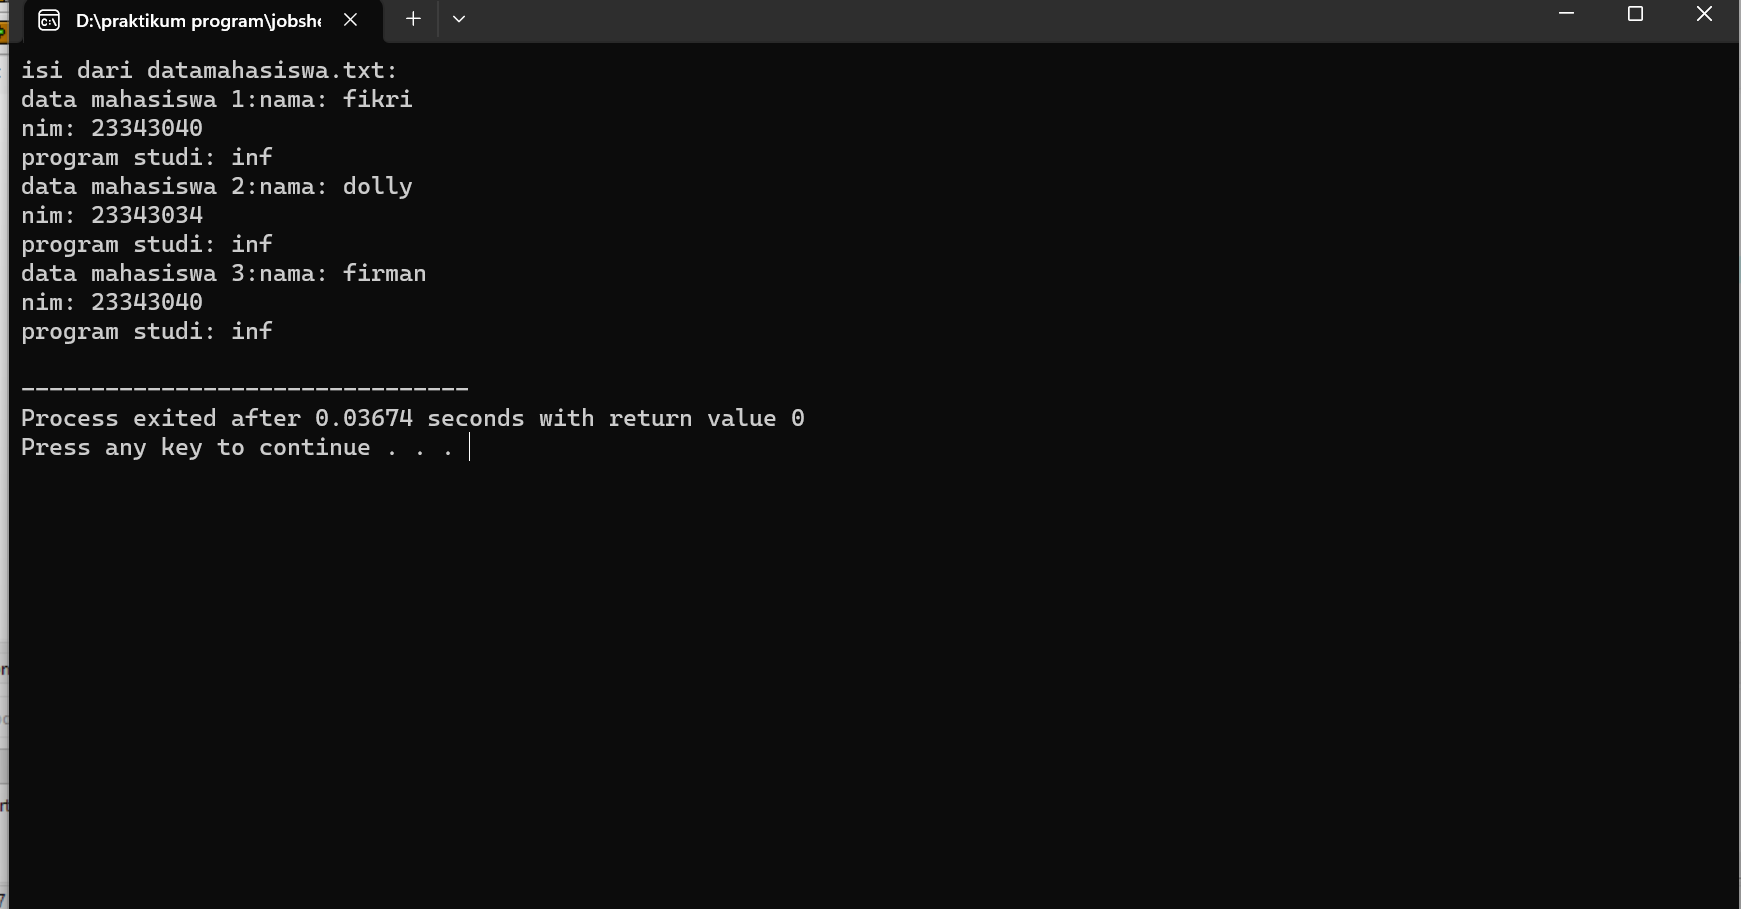 D:\praktikum program\jobshe
isi dari datamahasiswa.txt:
data mahasiswa 1:nama: fikri
nim: 23343040
program studi: inf
data mahasiswa 2:nama: dolly
nim: 23343034
program studi: inf
data mahasiswa 3:nama: firman
nim: 23343040
program studi: inf
--------------------------------
Process exited after 0.03674 seconds with return value 0
Press any key to continue . . .